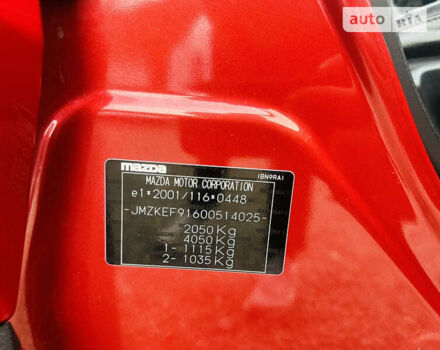 auto RIA
mazda
(BN9RA)
MAZDA MOTOR CORPORATION
e1*2001/116*0448
-JMZKEF91600514025-
2050Kg
4050Kg
1- 1115Kg
2- 1035Kg